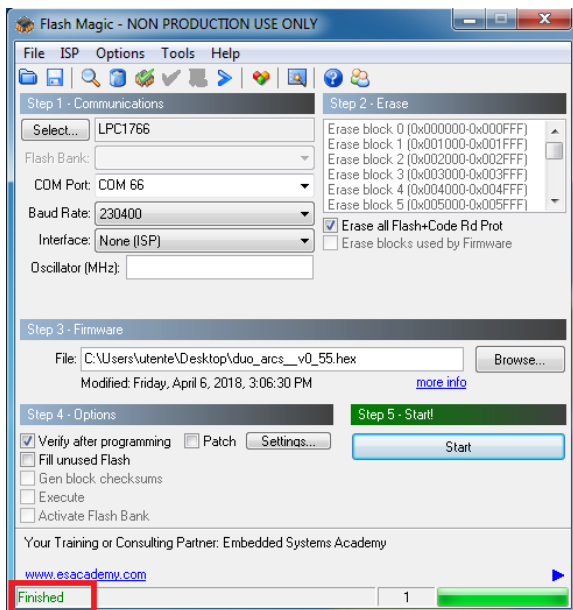 Flash Magic - NON PRODUCTION USE ONLY
File ISP Options Tools Help
Step 1 - Communications
Select... LPC1766
Flash Bank:
COM Port: COM 66
Baud Rate: 230400
Interface: None (ISP)
Oscillator (MHz):
Step 2 - Erase
Erase block 0 (0x000000-0x000FFF)
Erase block 1 (0x001000-0x001FFF)
Erase block 2 (0x002000-0x002FFF)
Erase block 3 (0x003000-0x003FFF)
Erase block 4 (0x004000-0x004FFF)
Erase block 5 (0x005000-0x005FFF)
Erase all Flash+Code Rd Prot
Erase blocks used by Firmware
Step 3 - Firmware
File: C:\Users\utente\Desktop\duo_arcs__v0_55.hex Browse...
Modified: Friday, April 6, 2018, 3:06:30 PM more info
Step 4 - Options
Verify after programming Patch Settings...
Fill unused Flash
Gen block checksums
Execute
Activate Flash Bank
Step 5 - Start!
Start
Your Training or Consulting Partner: Embedded Systems Academy
www.esacademy.com
Finished 1